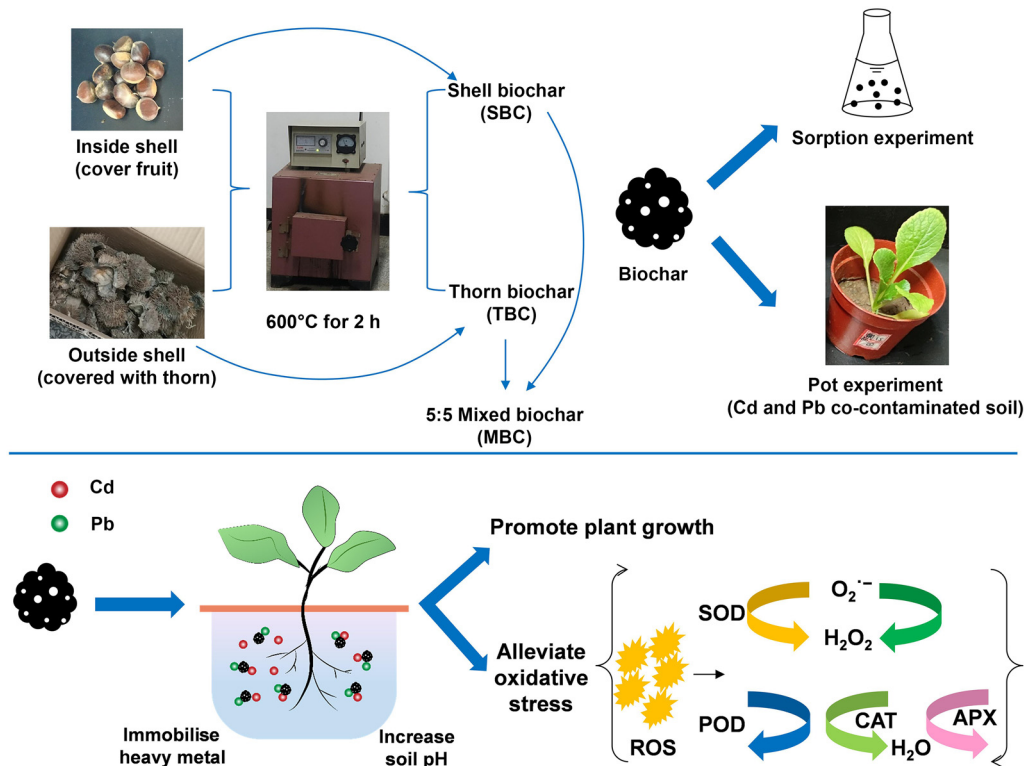 Inside shell
(cover fruit)
Outside shell
(covered with thorn)
600°C for 2 h
Shell biochar
(SBC)
Thorn biochar
(TBC)
5:5 Mixed biochar
(MBC)
Biochar
Sorption experiment
Pot experiment
(Cd and Pb co-contaminated soil)
Cd
Pb
Immobilise
heavy metal
Increase
soil pH
Promote plant growth
Alleviate
oxidative
stress
ROS
SOD
O₂˙⁻
H₂O₂
POD
CAT
H₂O
APX